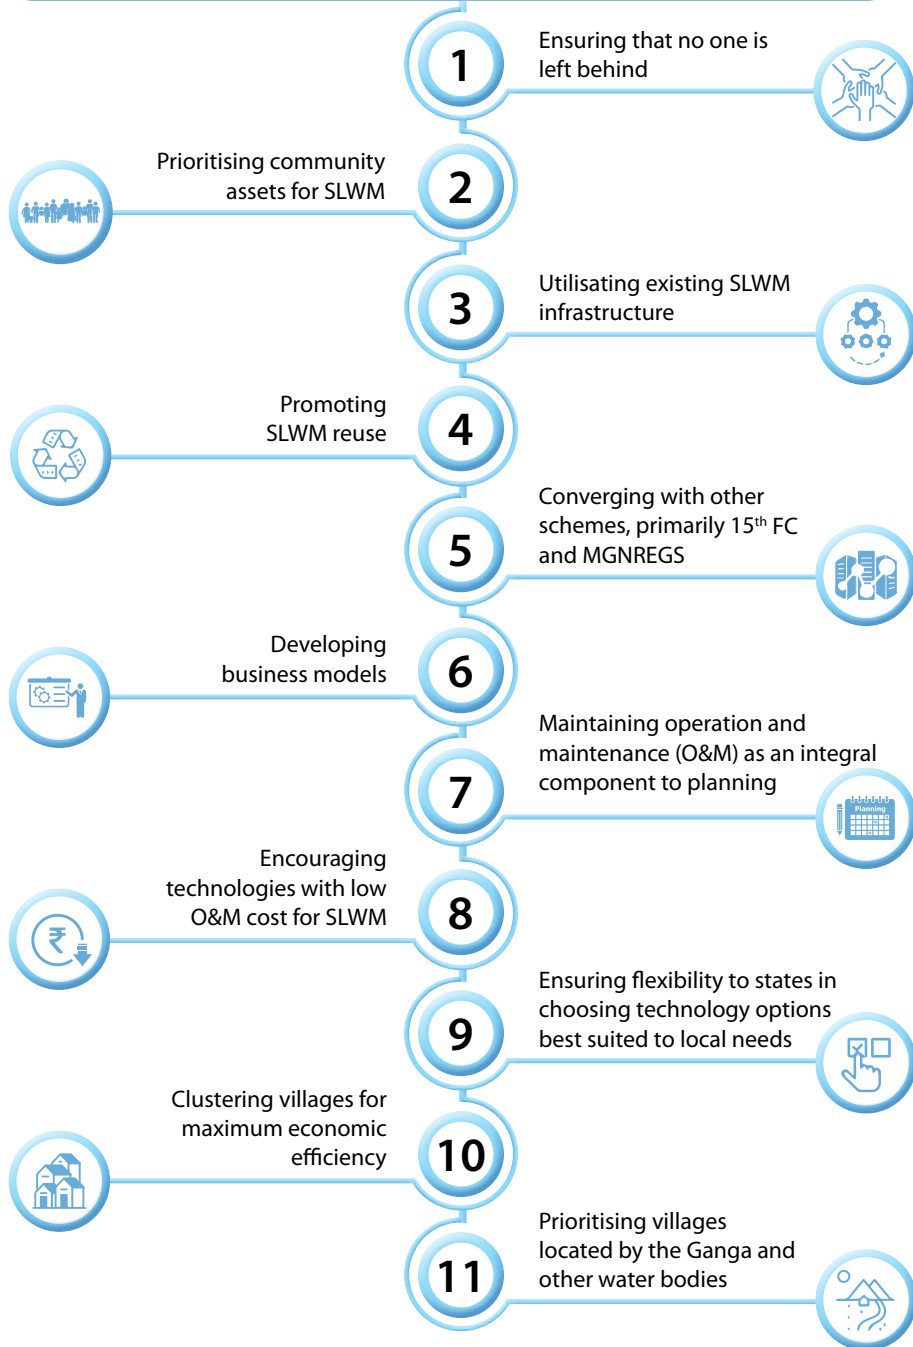 1
Ensuring that no one is
left behind
Prioritising community
assets for SLWM
2
3
Utilisating existing SLWM
infrastructure
Promoting
SLWM reuse
4
5
Converging with other
schemes, primarily 15th FC
and MGNREGS
Developing
business models
6
7
Maintaining operation and
maintenance (O&M) as an integral
component to planning
Planning
Encouraging
technologies with low
O&M cost for SLWM
₹
8
9
Ensuring flexibility to states in
choosing technology options
best suited to local needs
Clustering villages for
maximum economic
efficiency
10
11
Prioritising villages
located by the Ganga and
other water bodies